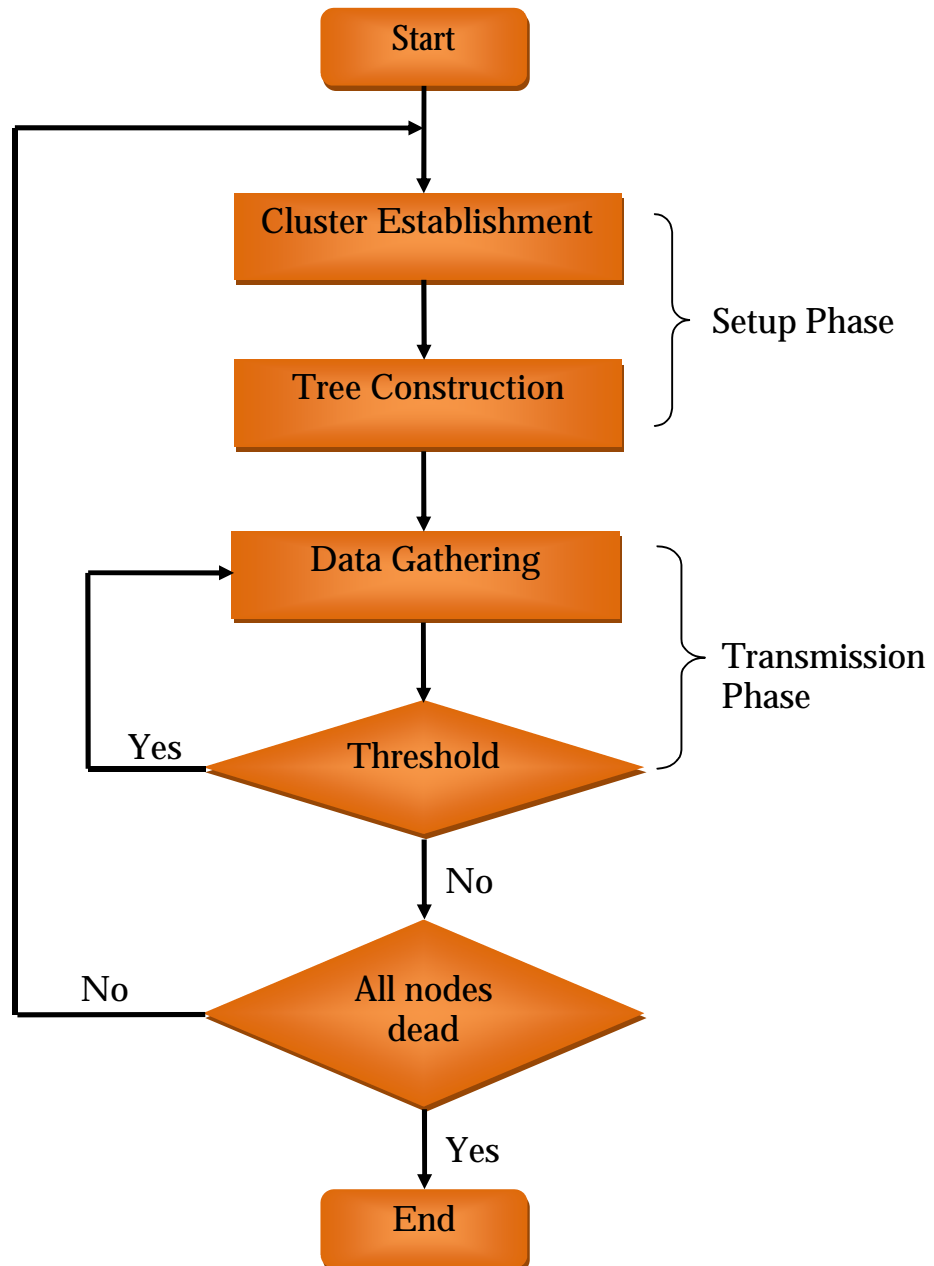 Start
Cluster Establishment
Setup Phase
Tree Construction
Data Gathering
Transmission
Phase
Yes
Threshold
No
No
All nodes
dead
Yes
End